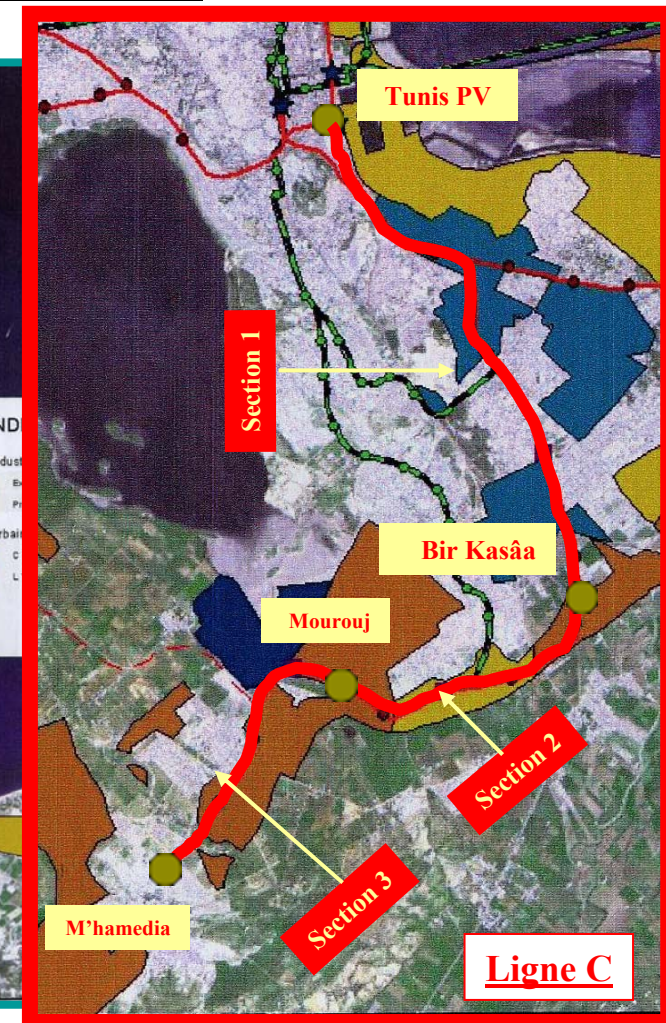 Tunis PV
Section 1
Bir Kasâa
Mourouj
Section 2
Section 3
M'hamedia
Ligne C